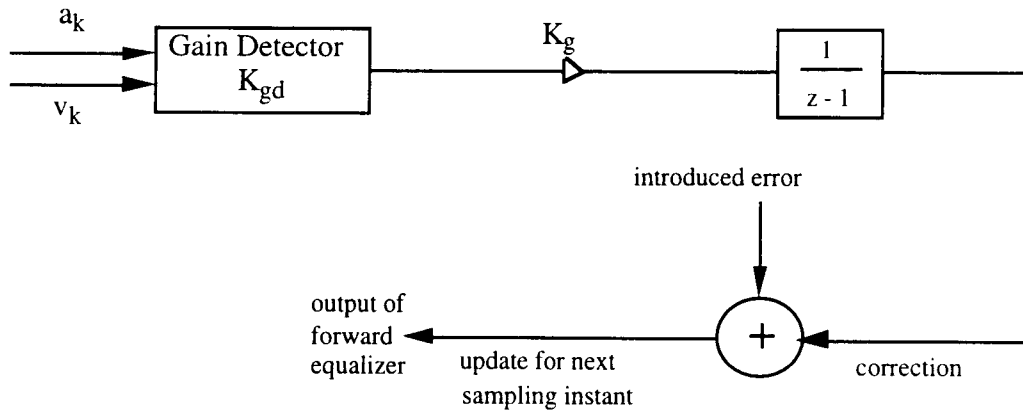 a_k
v_k
Gain Detector
K_gd
K_g
1
z - 1
introduced error
+
output of
forward
equalizer
update for next
sampling instant
correction